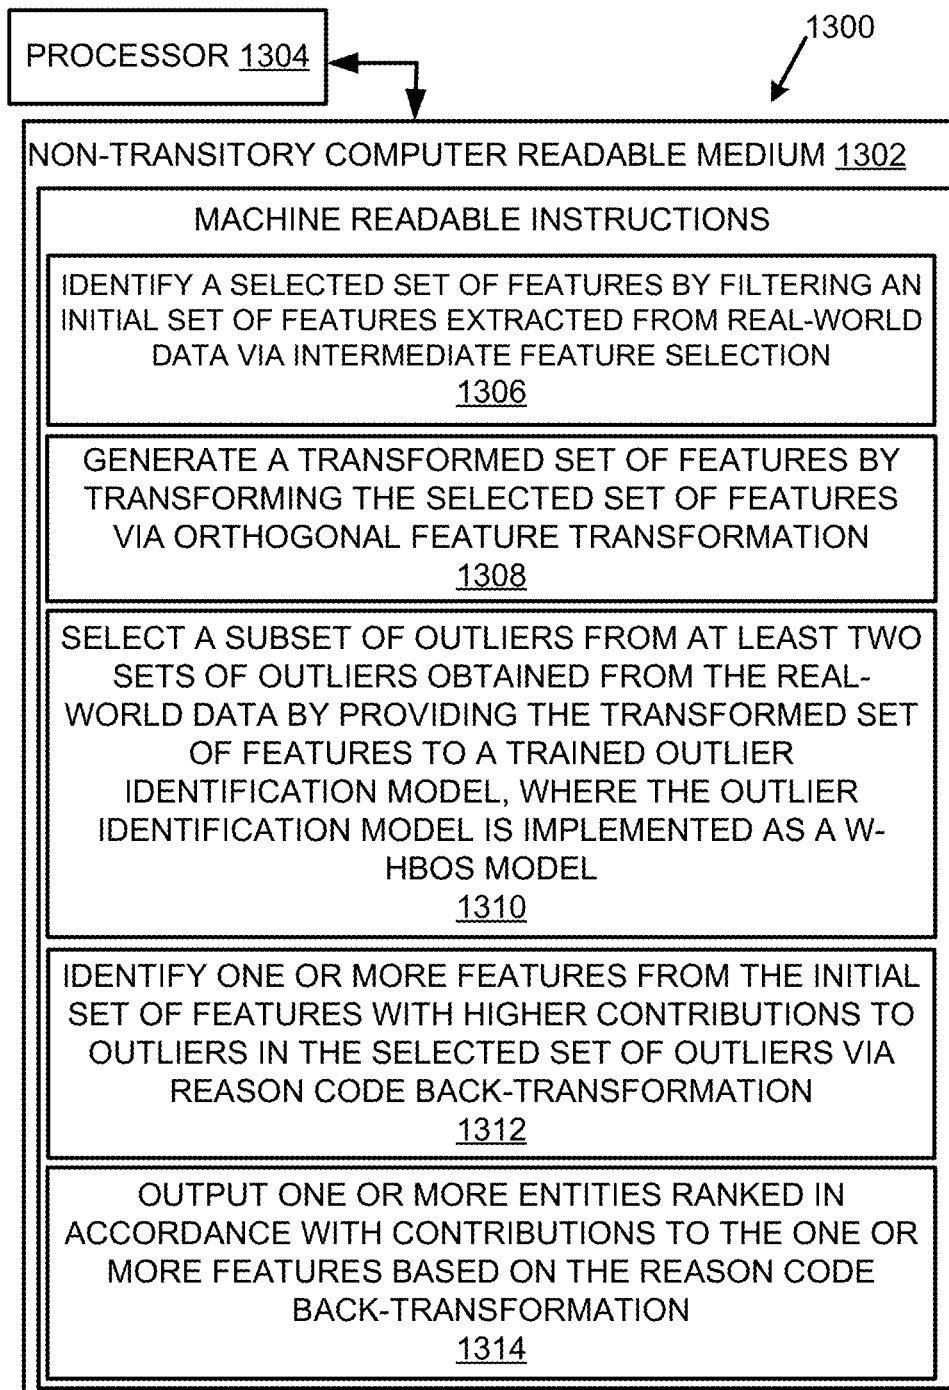 1300
PROCESSOR 1304
NON-TRANSITORY COMPUTER READABLE MEDIUM 1302
MACHINE READABLE INSTRUCTIONS
IDENTIFY A SELECTED SET OF FEATURES BY FILTERING AN
INITIAL SET OF FEATURES EXTRACTED FROM REAL-WORLD
DATA VIA INTERMEDIATE FEATURE SELECTION
1306
GENERATE A TRANSFORMED SET OF FEATURES BY
TRANSFORMING THE SELECTED SET OF FEATURES
VIA ORTHOGONAL FEATURE TRANSFORMATION
1308
SELECT A SUBSET OF OUTLIERS FROM AT LEAST TWO
SETS OF OUTLIERS OBTAINED FROM THE REAL-
WORLD DATA BY PROVIDING THE TRANSFORMED SET
OF FEATURES TO A TRAINED OUTLIER
IDENTIFICATION MODEL, WHERE THE OUTLIER
IDENTIFICATION MODEL IS IMPLEMENTED AS A W-
HBOS MODEL
1310
IDENTIFY ONE OR MORE FEATURES FROM THE INITIAL
SET OF FEATURES WITH HIGHER CONTRIBUTIONS TO
OUTLIERS IN THE SELECTED SET OF OUTLIERS VIA
REASON CODE BACK-TRANSFORMATION
1312
OUTPUT ONE OR MORE ENTITIES RANKED IN
ACCORDANCE WITH CONTRIBUTIONS TO THE ONE OR
MORE FEATURES BASED ON THE REASON CODE
BACK-TRANSFORMATION
1314